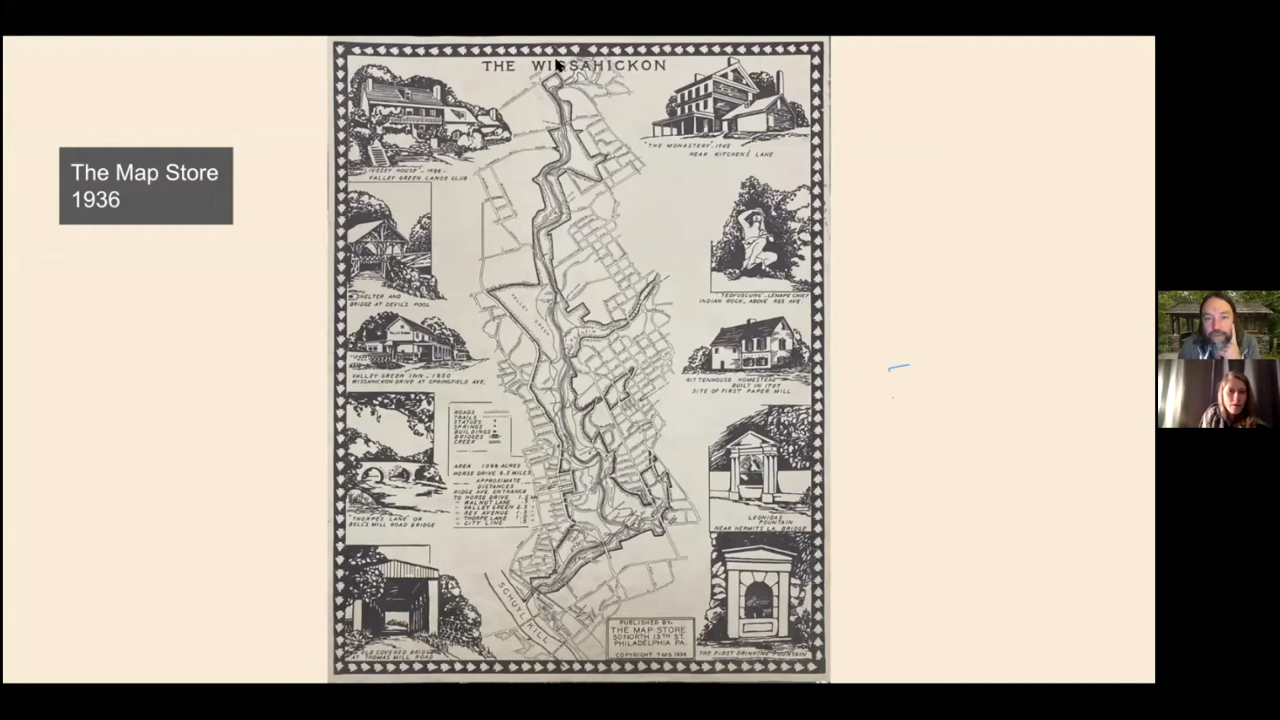 The Map Store
1936
THE WISSAHICKON
"LIVEZEY HOUSE" - 1696 -
VALLEY GREEN CANOE CLUB
"THE MONASTERY" - 1748
NEAR KITCHEN'S LANE
SHELTER AND
BRIDGE AT DEVIL'S POOL
"TEDYUSCUNG" - LENAPE CHIEF
INDIAN ROCK, ABOVE REX AVE.
VALLEY GREEN INN - 1850
WISSAHICKON DRIVE AT SPRINGFIELD AVE.
RITTENHOUSE HOMESTEAD
BUILT IN 1707
SITE OF FIRST PAPER MILL
ROADS
TRAILS
STATUES
SPRINGS
BUILDINGS
BRIDGES
CREEK
AREA 1098 ACRES
HORSE DRIVE 6.5 MILES
APPROXIMATE
DISTANCES
RIDGE AVE. ENTRANCE
TO HORSE DRIVE
" WALNUT LANE
" VALLEY GREEN
" REX AVENUE
" THORPE LANE
" CITY LINE
"THORPE'S LANE" OR
BELL'S MILL ROAD BRIDGE
LEONIDAS
FOUNTAIN
NEAR HERMITS LA. BRIDGE
OLD COVERED BRIDGE
AT THOMAS MILL ROAD
THE FIRST DRINKING FOUNTAIN
SCHUYLKILL
PUBLISHED BY:
THE MAP STORE
50 NORTH 13TH ST.
PHILADELPHIA PA.
COPYRIGHT TMS 1936